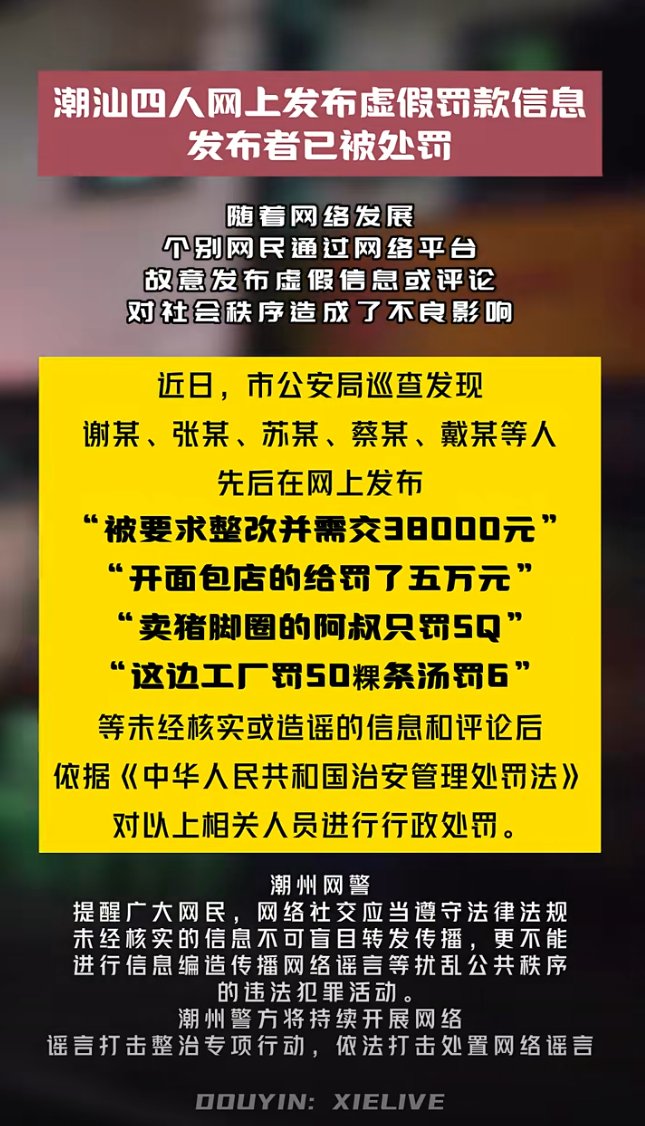 潮汕四人网上发布虚假罚款信息
发布者已被处罚
随着网络发展
个别网民通过网络平台
故意发布虚假信息或评论
对社会秩序造成了不良影响
近日，市公安局巡查发现
谢某、张某、苏某、蔡某、戴某等人
先后在网上发布
“被要求整改并需交38000元”
“开面包店的给罚了五万元”
“卖猪脚圈的阿叔只罚5Q”
“这边工厂罚50粿条汤罚6”
等未经核实或造谣的信息和评论后
依据《中华人民共和国治安管理处罚法》
对以上相关人员进行行政处罚。
潮州网警
提醒广大网民，网络社交应当遵守法律法规
未经核实的信息不可盲目转发传播，更不能
进行信息编造传播网络谣言等扰乱公共秩序
的违法犯罪活动。
潮州警方将持续开展网络
谣言打击整治专项行动，依法打击处置网络谣言
DOUYIN: XIELIVE